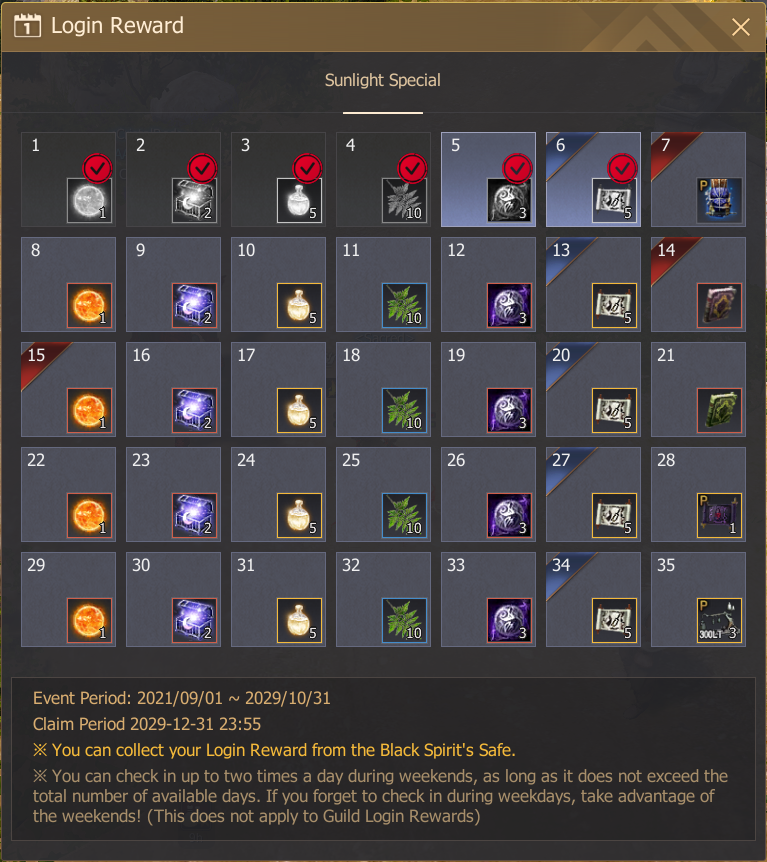 1 Login Reward
Sunlight Special
1 2 3 4 5 6 7
1 2 5 10 3 5 P
8 9 10 11 12 13 14
1 2 5 10 3 5
15 16 17 18 19 20 21
1 2 5 10 3 5
22 23 24 25 26 27 28
P
1 2 5 10 3 5 1
29 30 31 32 33 34 35
P
1 2 5 10 3 5 300LT 3
Event Period: 2021/09/01 ~ 2029/10/31
Claim Period 2029-12-31 23:55
※ You can collect your Login Reward from the Black Spirit's Safe.
※ You can check in up to two times a day during weekends, as long as it does not exceed the
total number of available days. If you forget to check in during weekdays, take advantage of
the weekends! (This does not apply to Guild Login Rewards)